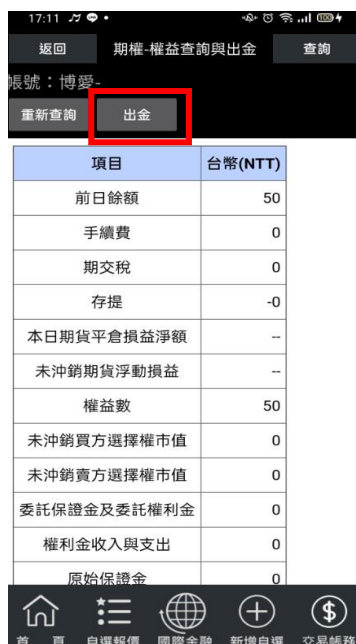 17:11
100
返回 期權-權益查詢與出金 查詢
帳號：博愛-
重新查詢 出金
項目 台幣(NTT)
前日餘額 50
手續費 0
期交稅 0
存提 -0
本日期貨平倉損益淨額 --
未沖銷期貨浮動損益 --
權益數 50
未沖銷買方選擇權市值 0
未沖銷賣方選擇權市值 0
委託保證金及委託權利金 0
權利金收入與支出 0
原始保證金 0
首 頁 自選報價 國際金融 新增自選 交易帳務